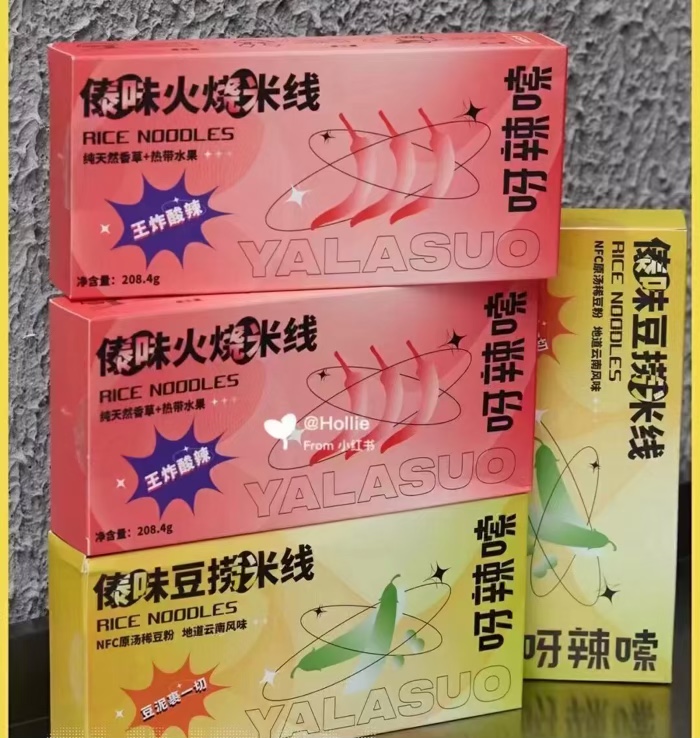 傣味火烧米线
RICE NOODLES
纯天然香草+热带水果
王炸酸辣
净含量：208.4g
呀辣嗦
YALASUO
傣味火烧米线
RICE NOODLES
纯天然香草+热带水果
王炸酸辣
净含量：208.4g
呀辣嗦
YALASUO
@Hollie
From 小红书
傣味豆捞米线
RICE NOODLES
NFC原汤稀豆粉 地道云南风味
豆泥裹一切
呀辣嗦
YALASUO
傣味豆捞米线
RICE NOODLES
NFC原汤稀豆粉 地道云南风味
切
呀辣嗦